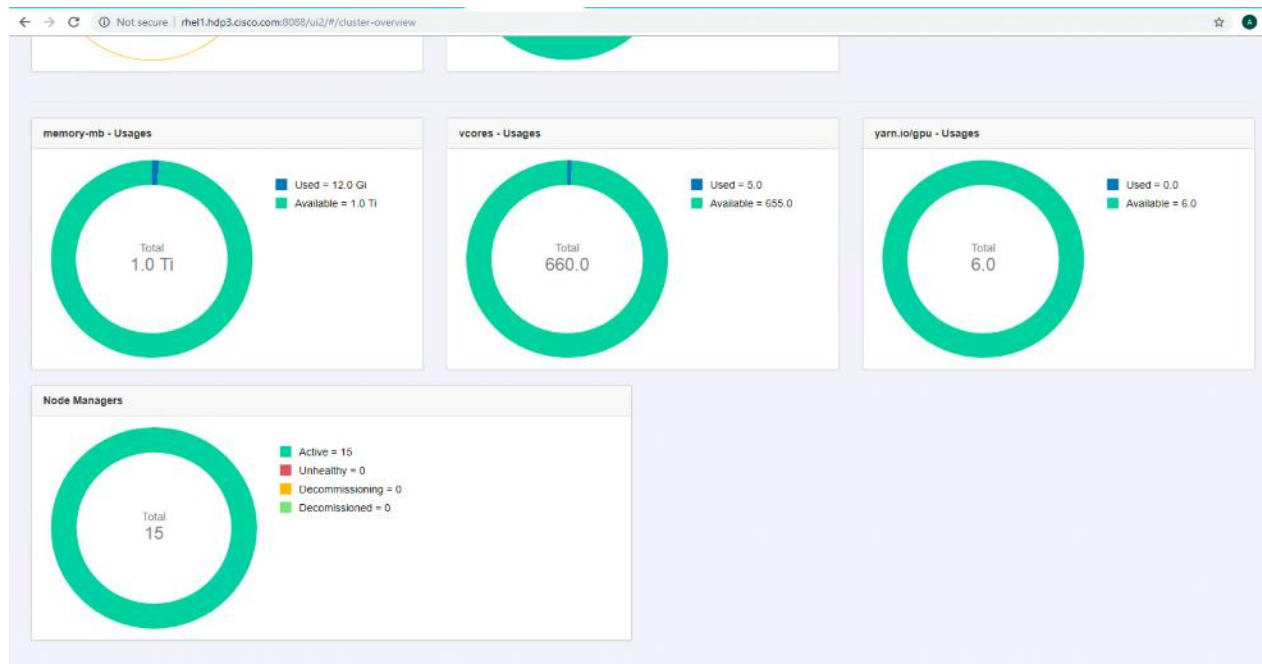 Not secure | rhel1.hdp3.cisco.com:8088/ui2/#/cluster-overview
A
memory-mb - Usages
Used = 12.0 Gi
Available = 1.0 Ti
Total
1.0 Ti
vcores - Usages
Used = 5.0
Available = 655.0
Total
660.0
yarn.io/gpu - Usages
Used = 0.0
Available = 6.0
Total
6.0
Node Managers
Active = 15
Unhealthy = 0
Decommissioning = 0
Decomissioned = 0
Total
15